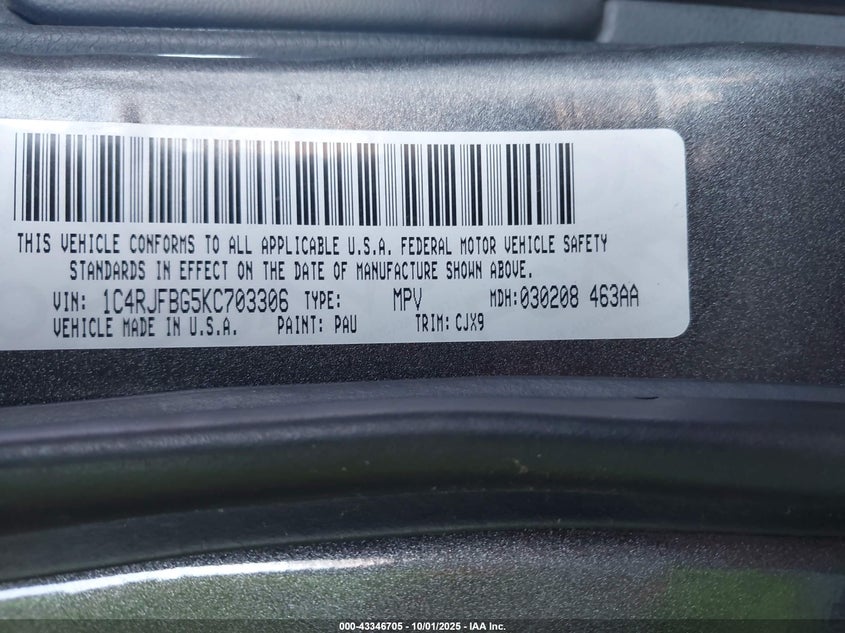 THIS VEHICLE CONFORMS TO ALL APPLICABLE U.S.A. FEDERAL MOTOR VEHICLE SAFETY
STANDARDS IN EFFECT ON THE DATE OF MANUFACTURE SHOWN ABOVE.
VIN: 1C4RJFBG5KC703306 TYPE: MPV MDH:030208 463AA
VEHICLE MADE IN U.S.A. PAINT: PAU TRIM: CJX9
000-43346705 - 10/01/2025 - IAA Inc.